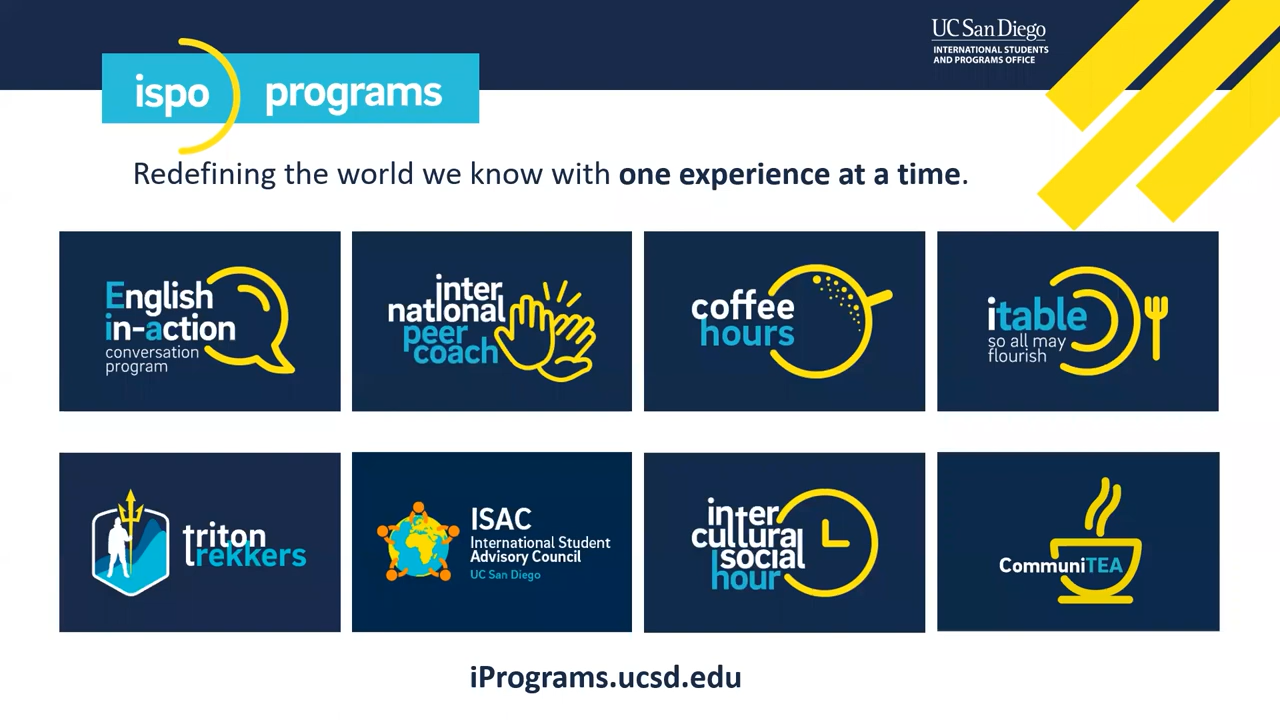 UC San Diego
INTERNATIONAL STUDENTS
AND PROGRAMS OFFICE
ispo programs
Redefining the world we know with one experience at a time.
English
in-action
conversation
program
inter
national
peer
coach
coffee
hours
itable
so all may
flourish
triton
trekkers
ISAC
International Student
Advisory Council
UC San Diego
inter
cultural
social
hour
CommuniTEA
iPrograms.ucsd.edu